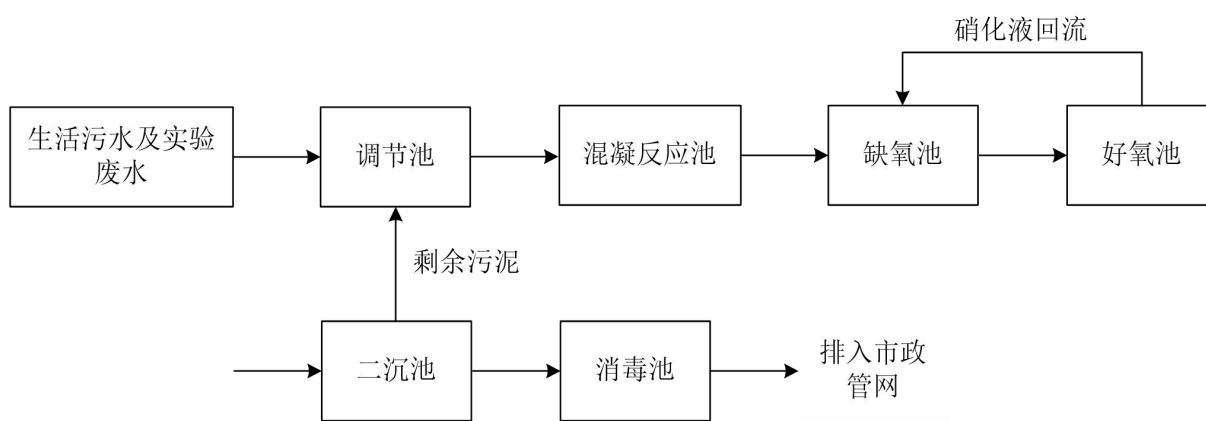 硝化液回流
生活污水及实验
废水
调节池
混凝反应池
缺氧池
好氧池
剩余污泥
二沉池
消毒池
排入市政
管网